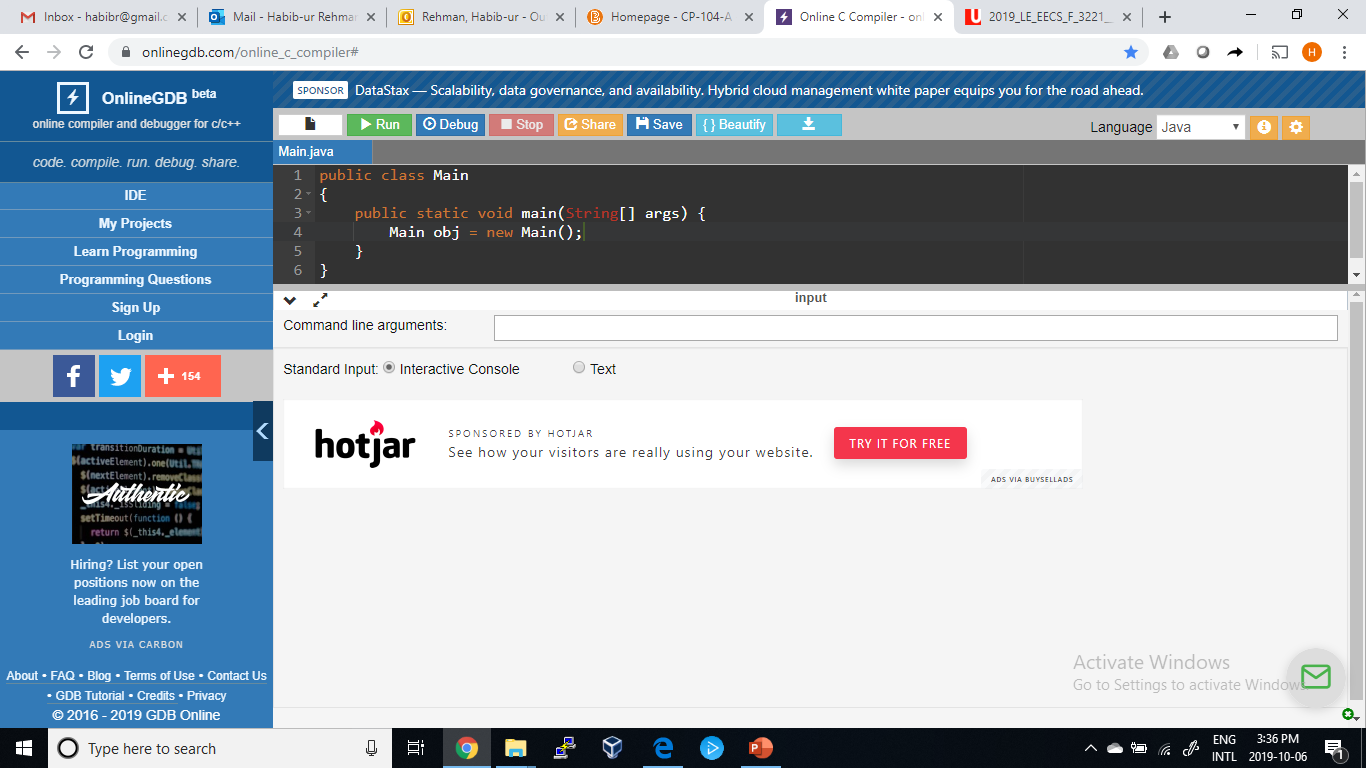 Inbox - habibr@gmail.c
Mail - Habib-ur Rehmar
Rehman, Habib-ur - Ou
Homepage - CP-104-A
Online C Compiler - onl
2019_LE_EECS_F_3221_
onlinegdb.com/online_c_compiler#
H
OnlineGDB beta
online compiler and debugger for c/c++
code. compile. run. debug. share.
IDE
My Projects
Learn Programming
Programming Questions
Sign Up
Login
154
Authentic
Hiring? List your open
positions now on the
leading job board for
developers.
ADS VIA CARBON
About • FAQ • Blog • Terms of Use • Contact Us
• GDB Tutorial • Credits • Privacy
© 2016 - 2019 GDB Online
SPONSOR DataStax — Scalability, data governance, and availability. Hybrid cloud management white paper equips you for the road ahead.
Run Debug Stop Share Save { } Beautify
Language Java
Main.java
1 public class Main
2 {
3 public static void main(String[] args) {
4 Main obj = new Main();
5 }
6 }
input
Command line arguments:
Standard Input: Interactive Console Text
hotjar
SPONSORED BY HOTJAR
See how your visitors are really using your website.
TRY IT FOR FREE
ADS VIA BUYSELLADS
Activate Windows
Go to Settings to activate Windows.
Type here to search
ENG
INTL
3:36 PM
2019-10-06
1